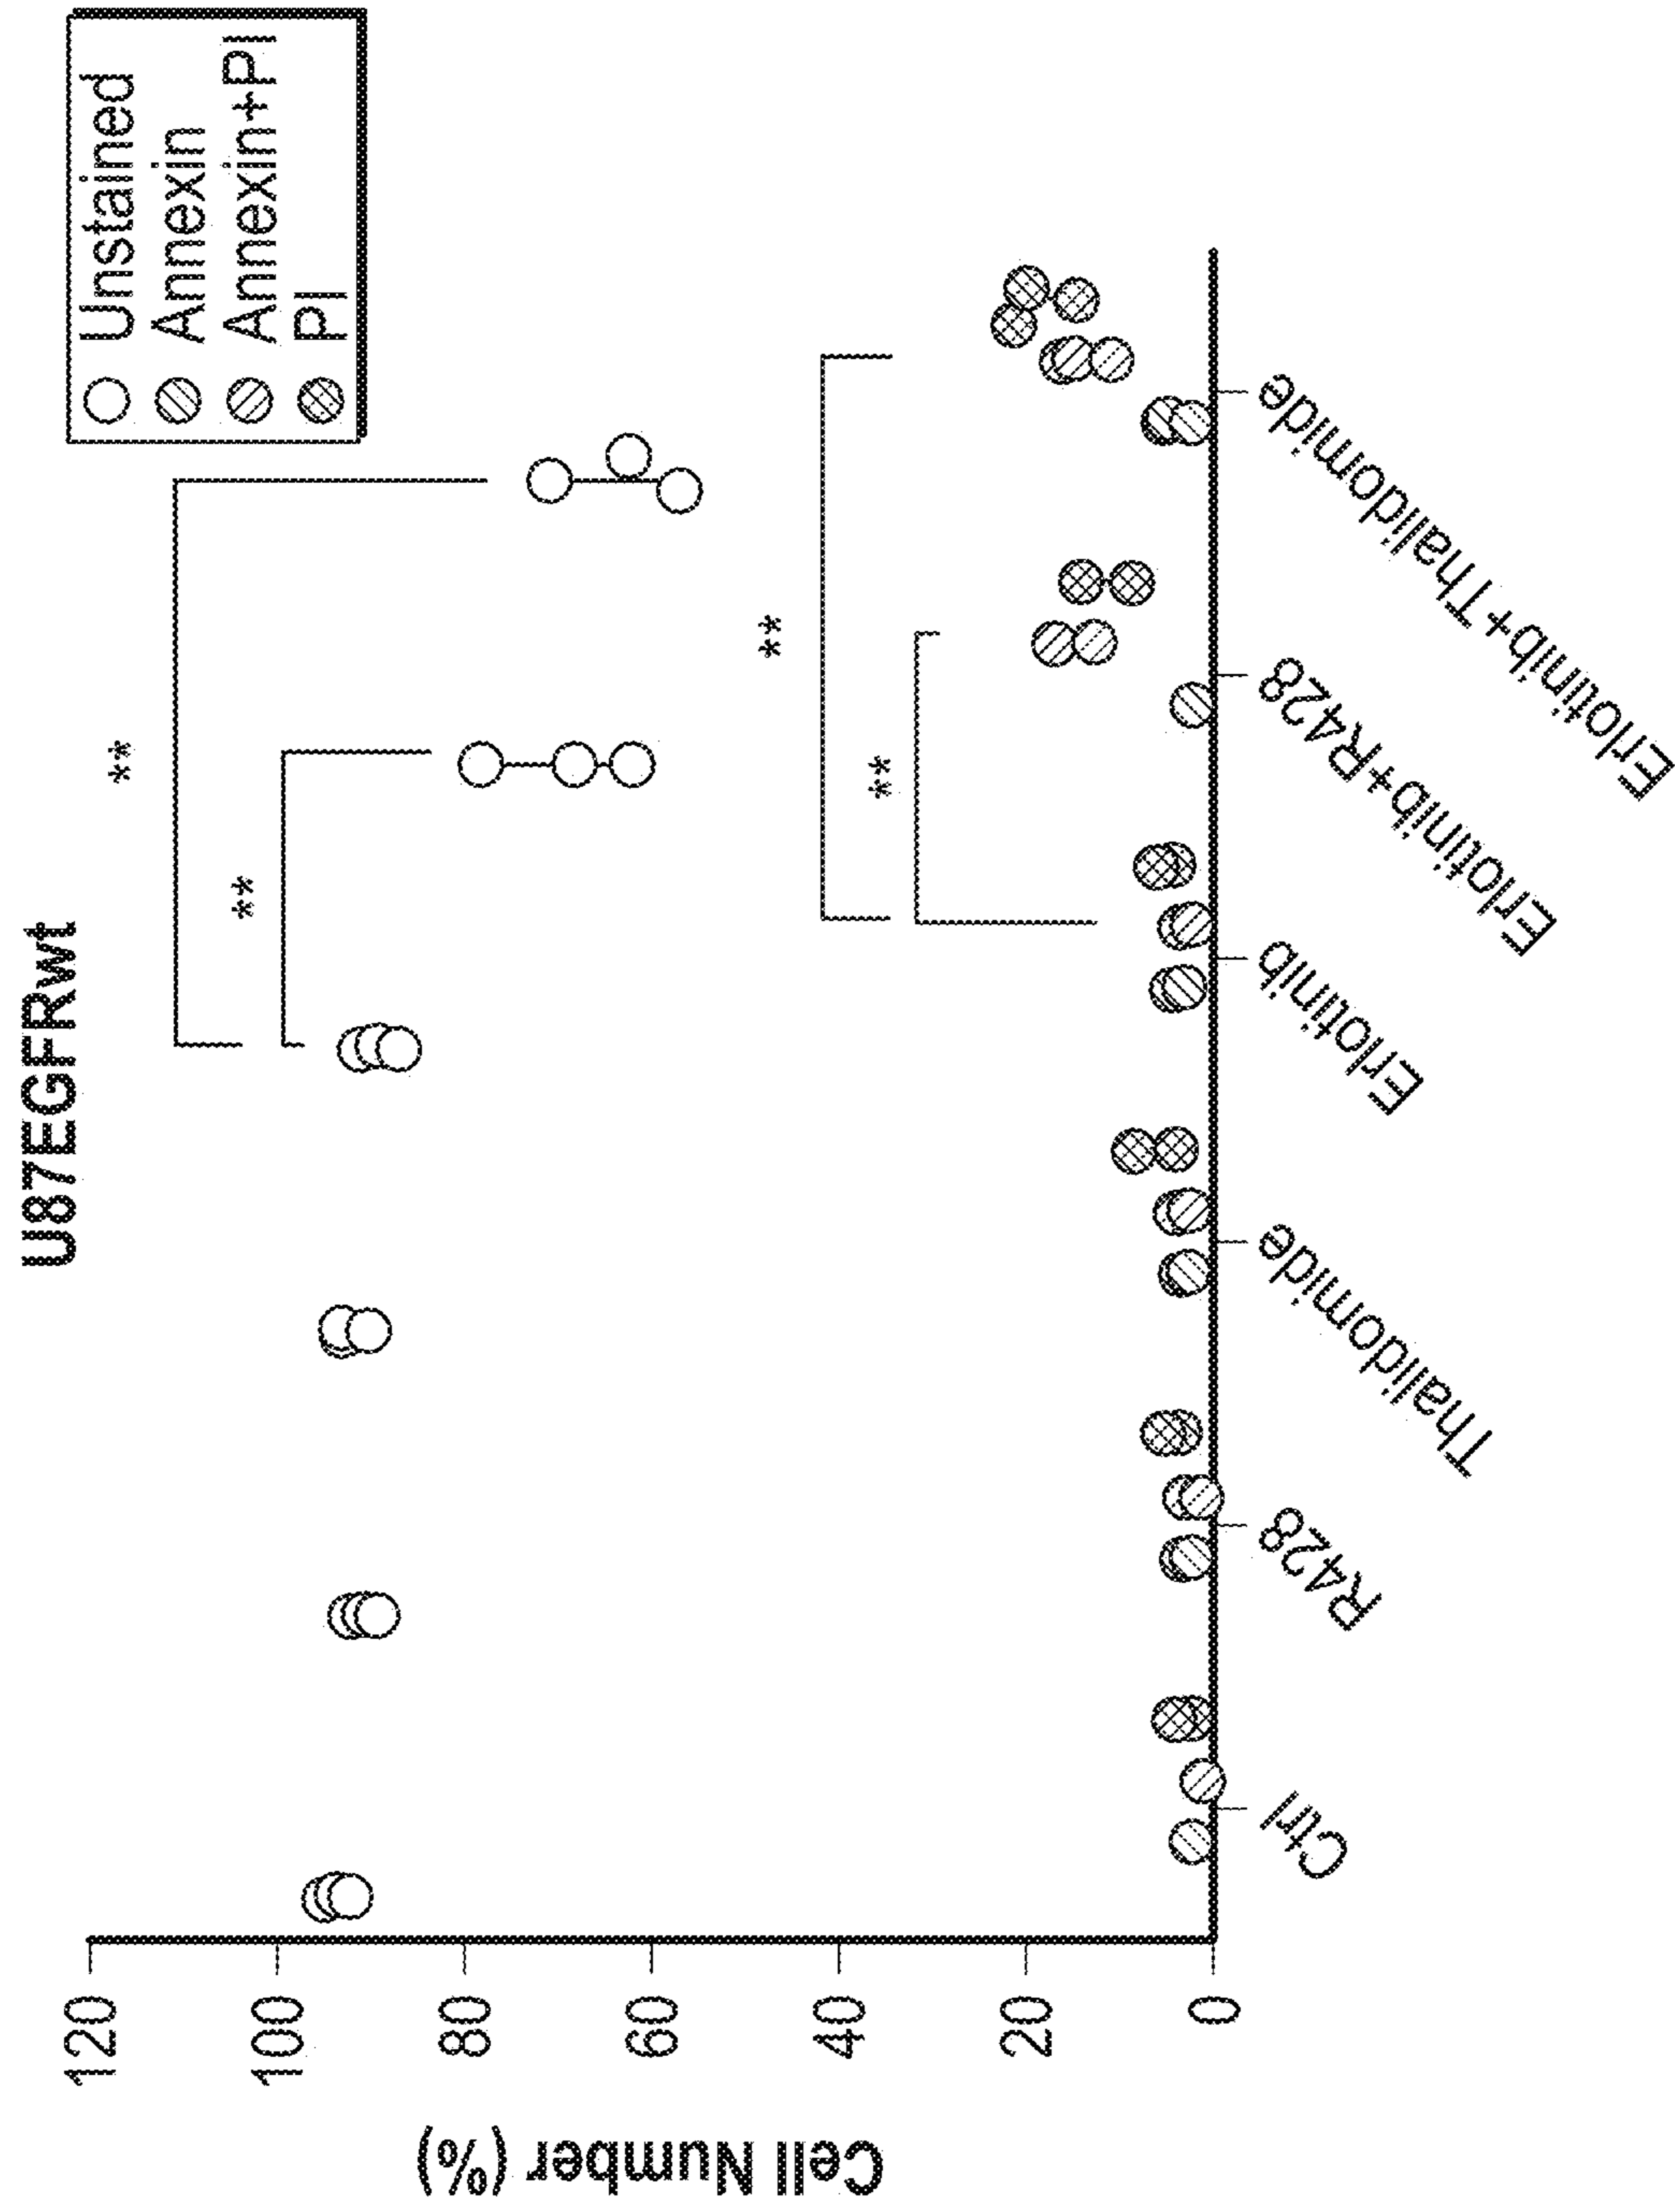 U87EGFRwt
Unstained
Annexin
Annexin+PI
PI
**
**
**
**
Cell Number (%)
120
100
80
60
40
20
0
Ctrl
R428
Thalidomide
Erlotinib
Erlotinib+R428
Erlotinib+Thalidomide